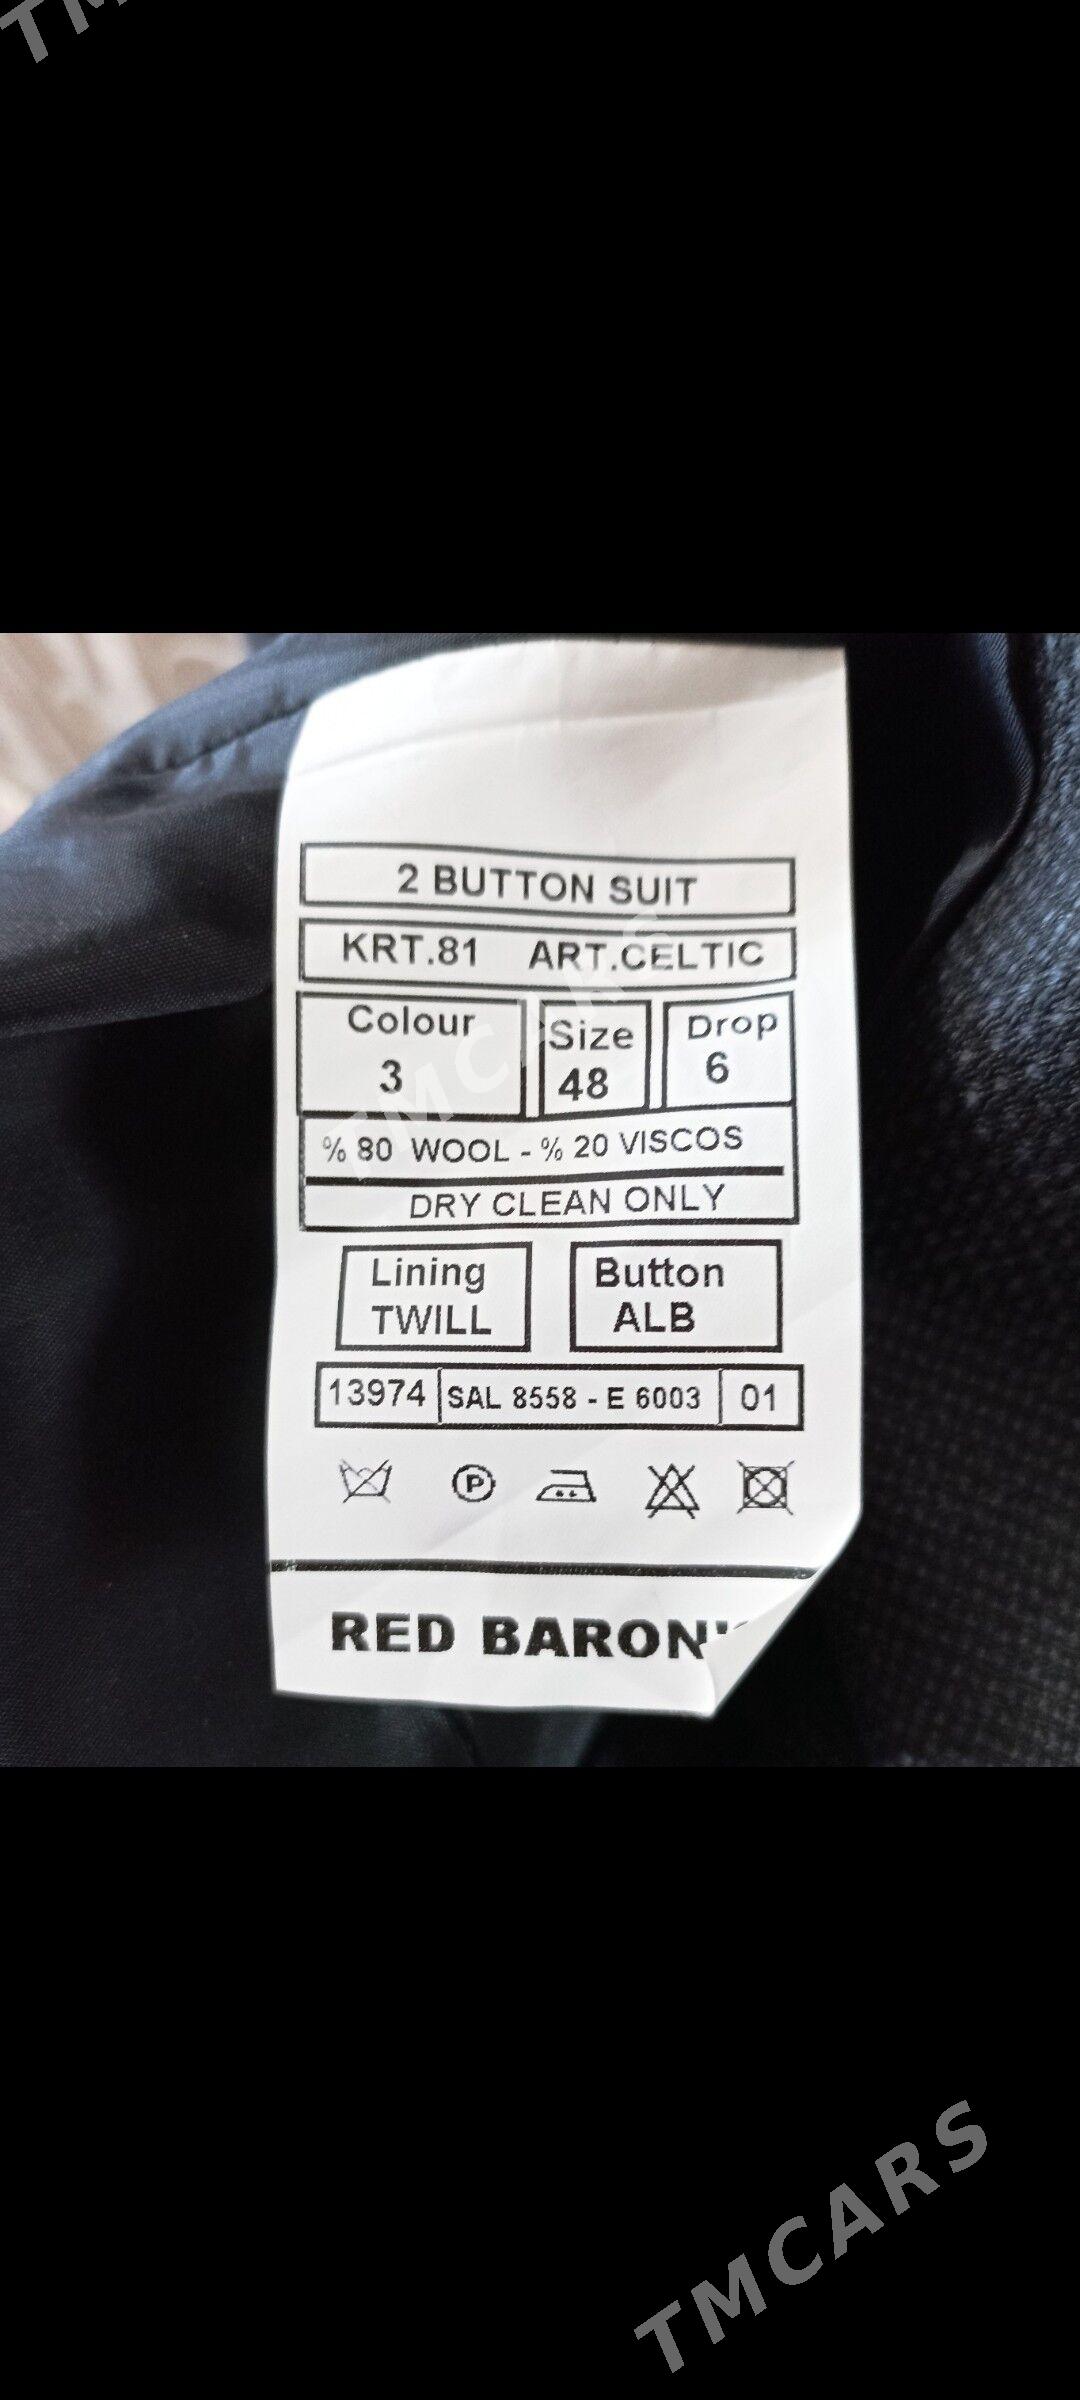 TM
2 BUTTON SUIT
KRT.81 ART.CELTIC
Colour Size Drop
3 48 6
% 80 WOOL - % 20 VISCOS
DRY CLEAN ONLY
Lining Button
TWILL ALB
13974 SAL 8558 - E 6003 01
P
RED BARON'
TMCARS
TMCARS